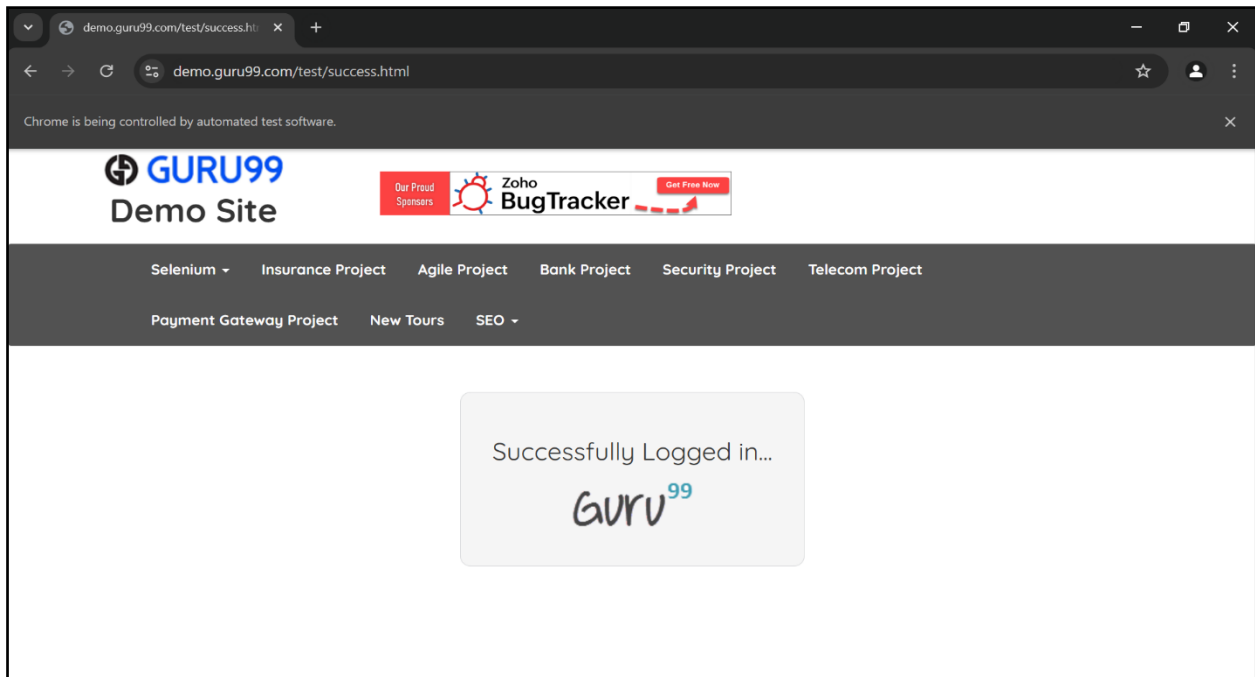 demo.guru99.com/test/success.ht
demo.guru99.com/test/success.html
Chrome is being controlled by automated test software.
GURU99
Demo Site
Our Proud
Sponsors
Zoho
BugTracker
Get Free Now
Selenium Insurance Project Agile Project Bank Project Security Project Telecom Project
Payment Gateway Project New Tours SEO
Successfully Logged in...
Guru99